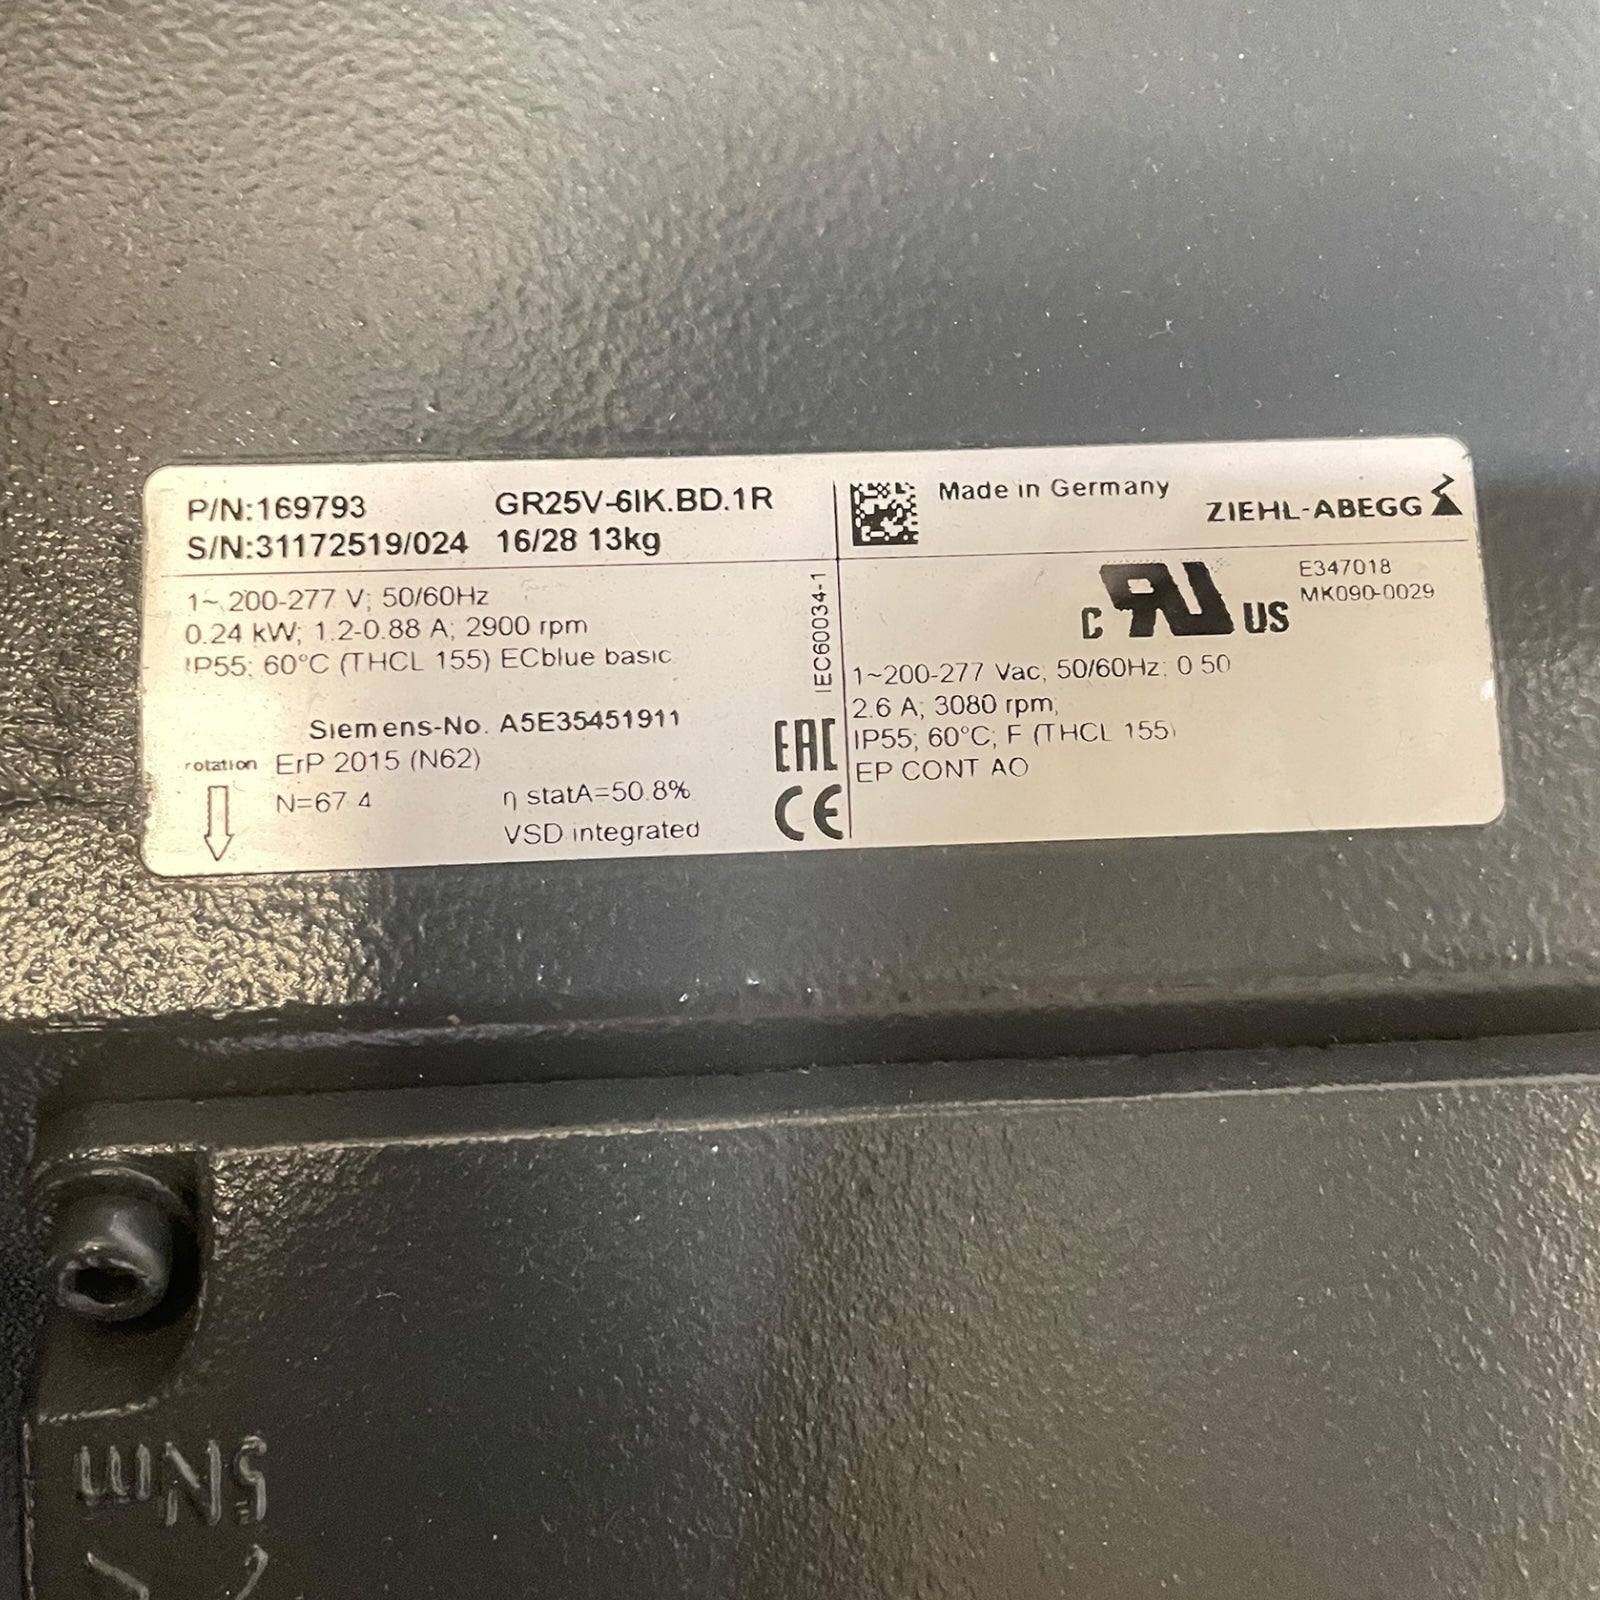 P/N:169793 GR25V-6IK.BD.1R
S/N:31172519/024 16/28 13kg
Made in Germany
ZIEHL-ABEGG
1~ 200-277 V; 50/60Hz
0.24 kW; 1.2-0.88 A; 2900 rpm
IP55; 60°C (THCL 155) ECblue basic
IEC60034-1
Siemens-No. A5E35451911
rotation ErP 2015 (N62)
N=67.4 η statA=50.8%
VSD integrated
EAC
CE
c RU US
E347018
MK090-0029
1~200-277 Vac; 50/60Hz; 0.50
2.6 A; 3080 rpm;
IP55; 60°C; F (THCL 155)
EP CONT AO
5Nm